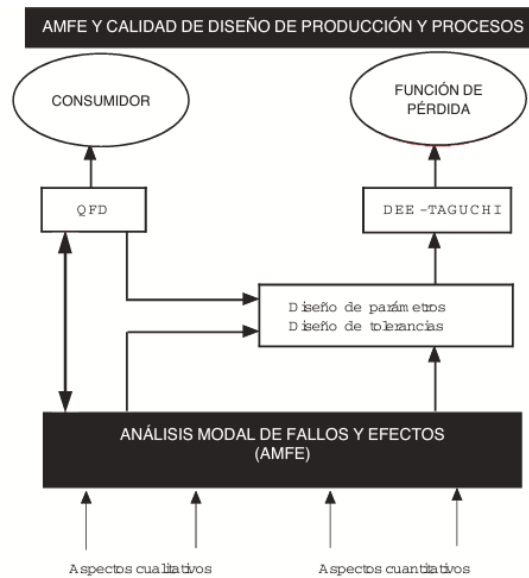 AMFE Y CALIDAD DE DISEÑO DE PRODUCCIÓN Y PROCESOS
CONSUMIDOR
FUNCIÓN DE
PÉRDIDA
QFD
DEE-TAGUCHI
Diseño de parámetros
Diseño de tolerancias
ANÁLISIS MODAL DE FALLOS Y EFECTOS
(AMFE)
Aspectos cualitativos
Aspectos cuantitativos